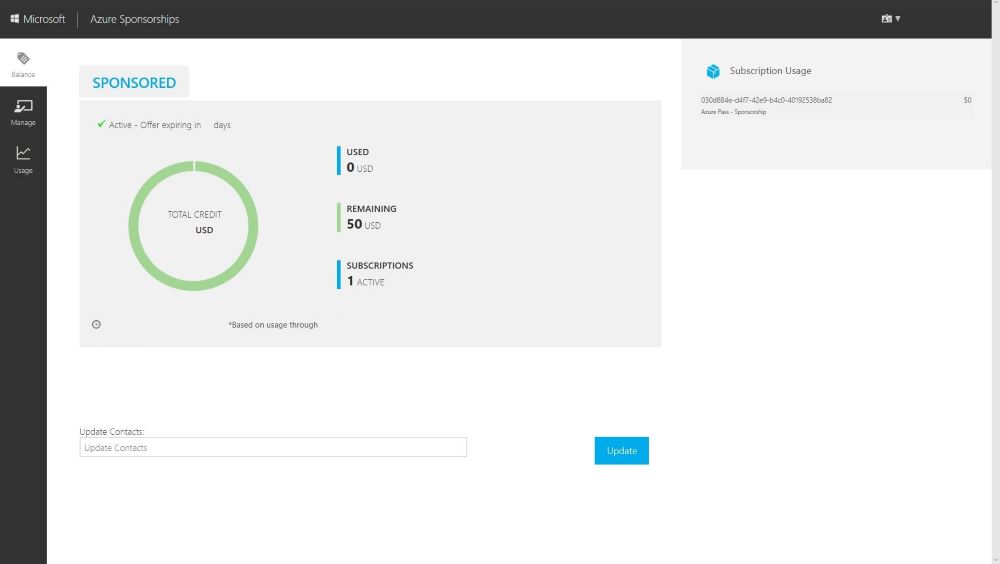 Microsoft
Azure Sponsorships
Balance
Manage
Usage
SPONSORED
Active - Offer expiring in days
TOTAL CREDIT
USD
USED
0 USD
REMAINING
50 USD
SUBSCRIPTIONS
1 ACTIVE
*Based on usage through
Subscription Usage
030d884e-d4f7-42e9-b4c0-40192538ba82 $0
Azure Pass - Sponsorship
Update Contacts:
Update Contacts
Update